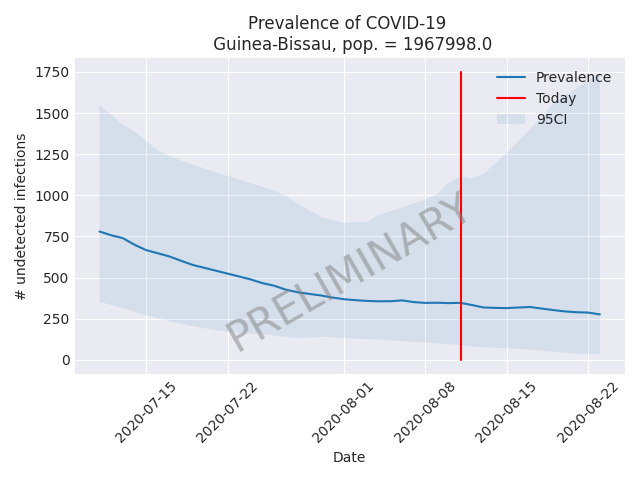 Prevalence of COVID-19
Guinea-Bissau, pop. = 1967998.0
1750
1500
1250
1000
750
500
250
0
# undetected infections
Prevalence
Today
95CI
PRELIMINARY
2020-07-15
2020-07-22
2020-08-01
2020-08-08
2020-08-15
2020-08-22
Date